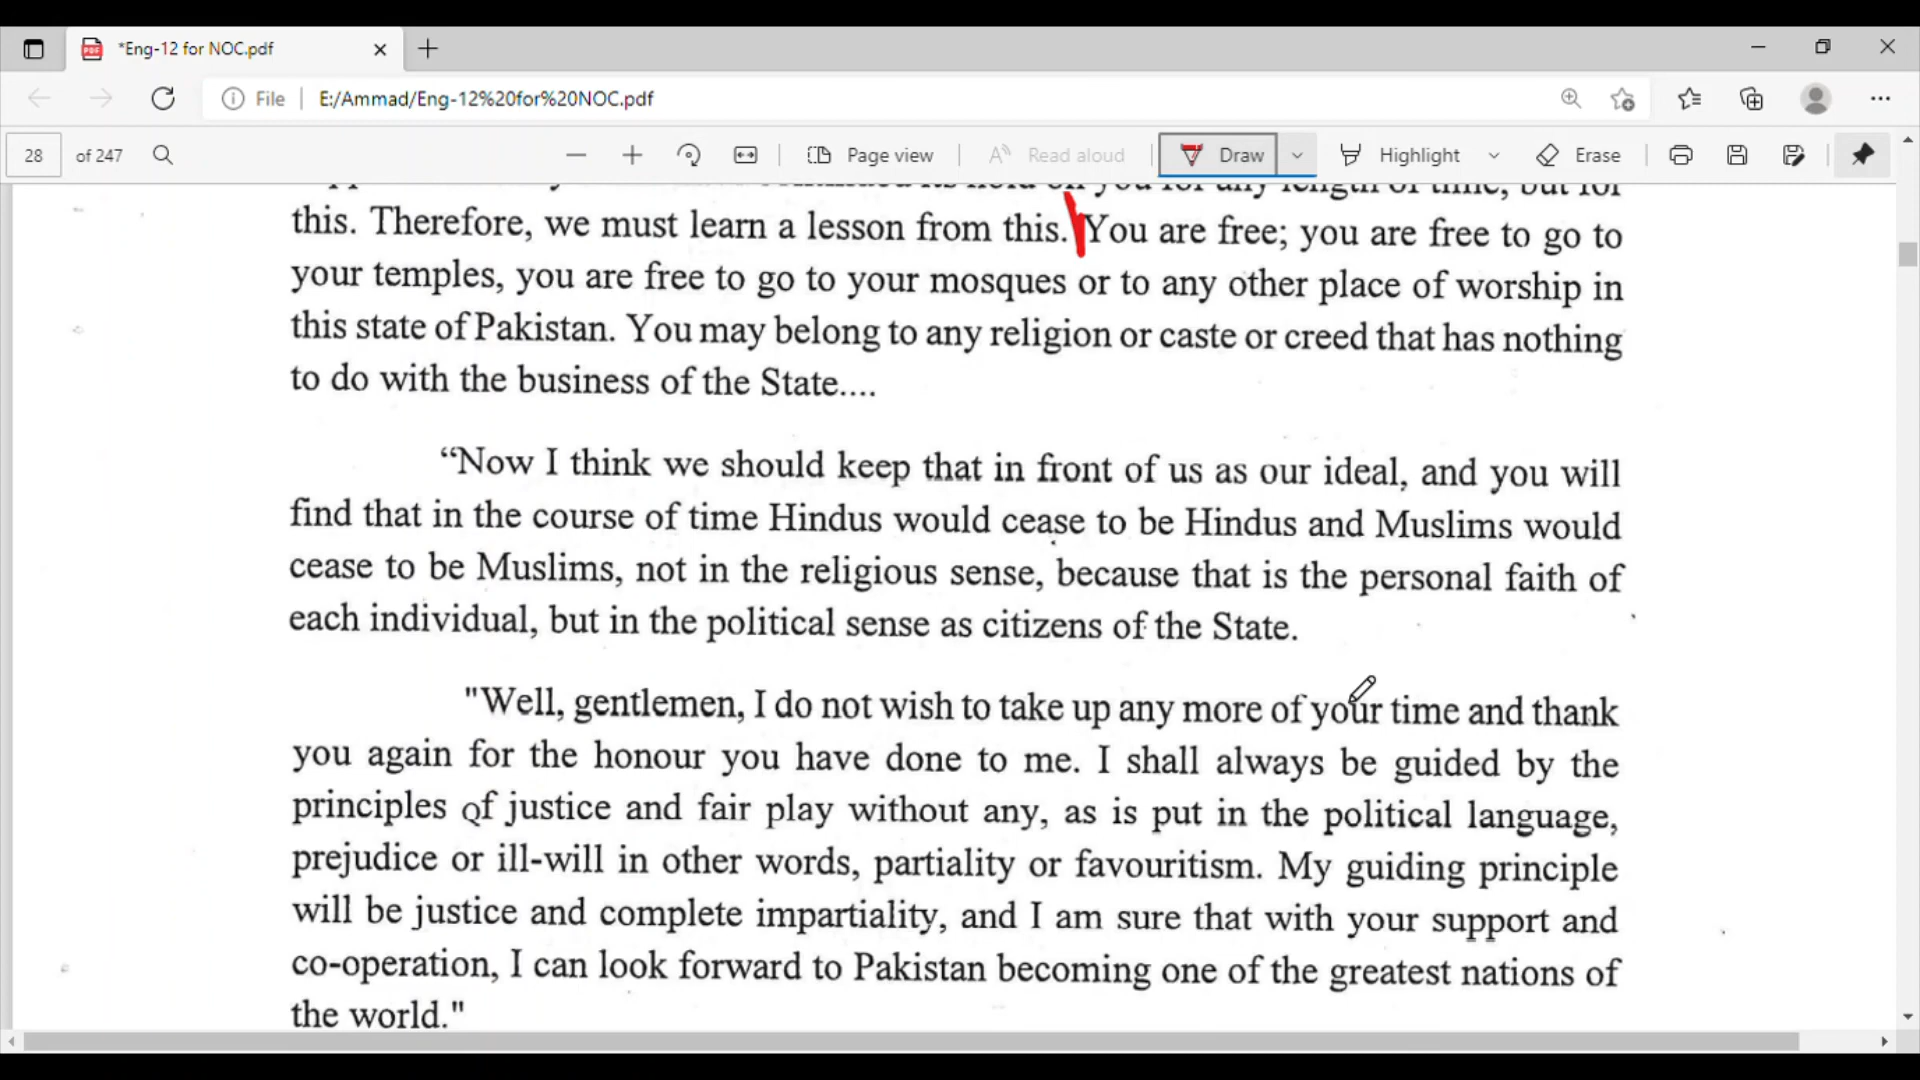 *Eng-12 for NOC.pdf
File
E:/Ammad/Eng-12%20for%20NOC.pdf
28 of 247
Page view
Read aloud
Draw
Highlight
Erase
continued its hold on you for any length of time, but for
this. Therefore, we must learn a lesson from this. You are free; you are free to go to
your temples, you are free to go to your mosques or to any other place of worship in
this state of Pakistan. You may belong to any religion or caste or creed that has nothing
to do with the business of the State....
“Now I think we should keep that in front of us as our ideal, and you will
find that in the course of time Hindus would cease to be Hindus and Muslims would
cease to be Muslims, not in the religious sense, because that is the personal faith of
each individual, but in the political sense as citizens of the State.
"Well, gentlemen, I do not wish to take up any more of your time and thank
you again for the honour you have done to me. I shall always be guided by the
principles Of justice and fair play without any, as is put in the political language,
prejudice or ill-will in other words, partiality or favouritism. My guiding principle
will be justice and complete impartiality, and I am sure that with your support and
co-operation, I can look forward to Pakistan becoming one of the greatest nations of
the world."